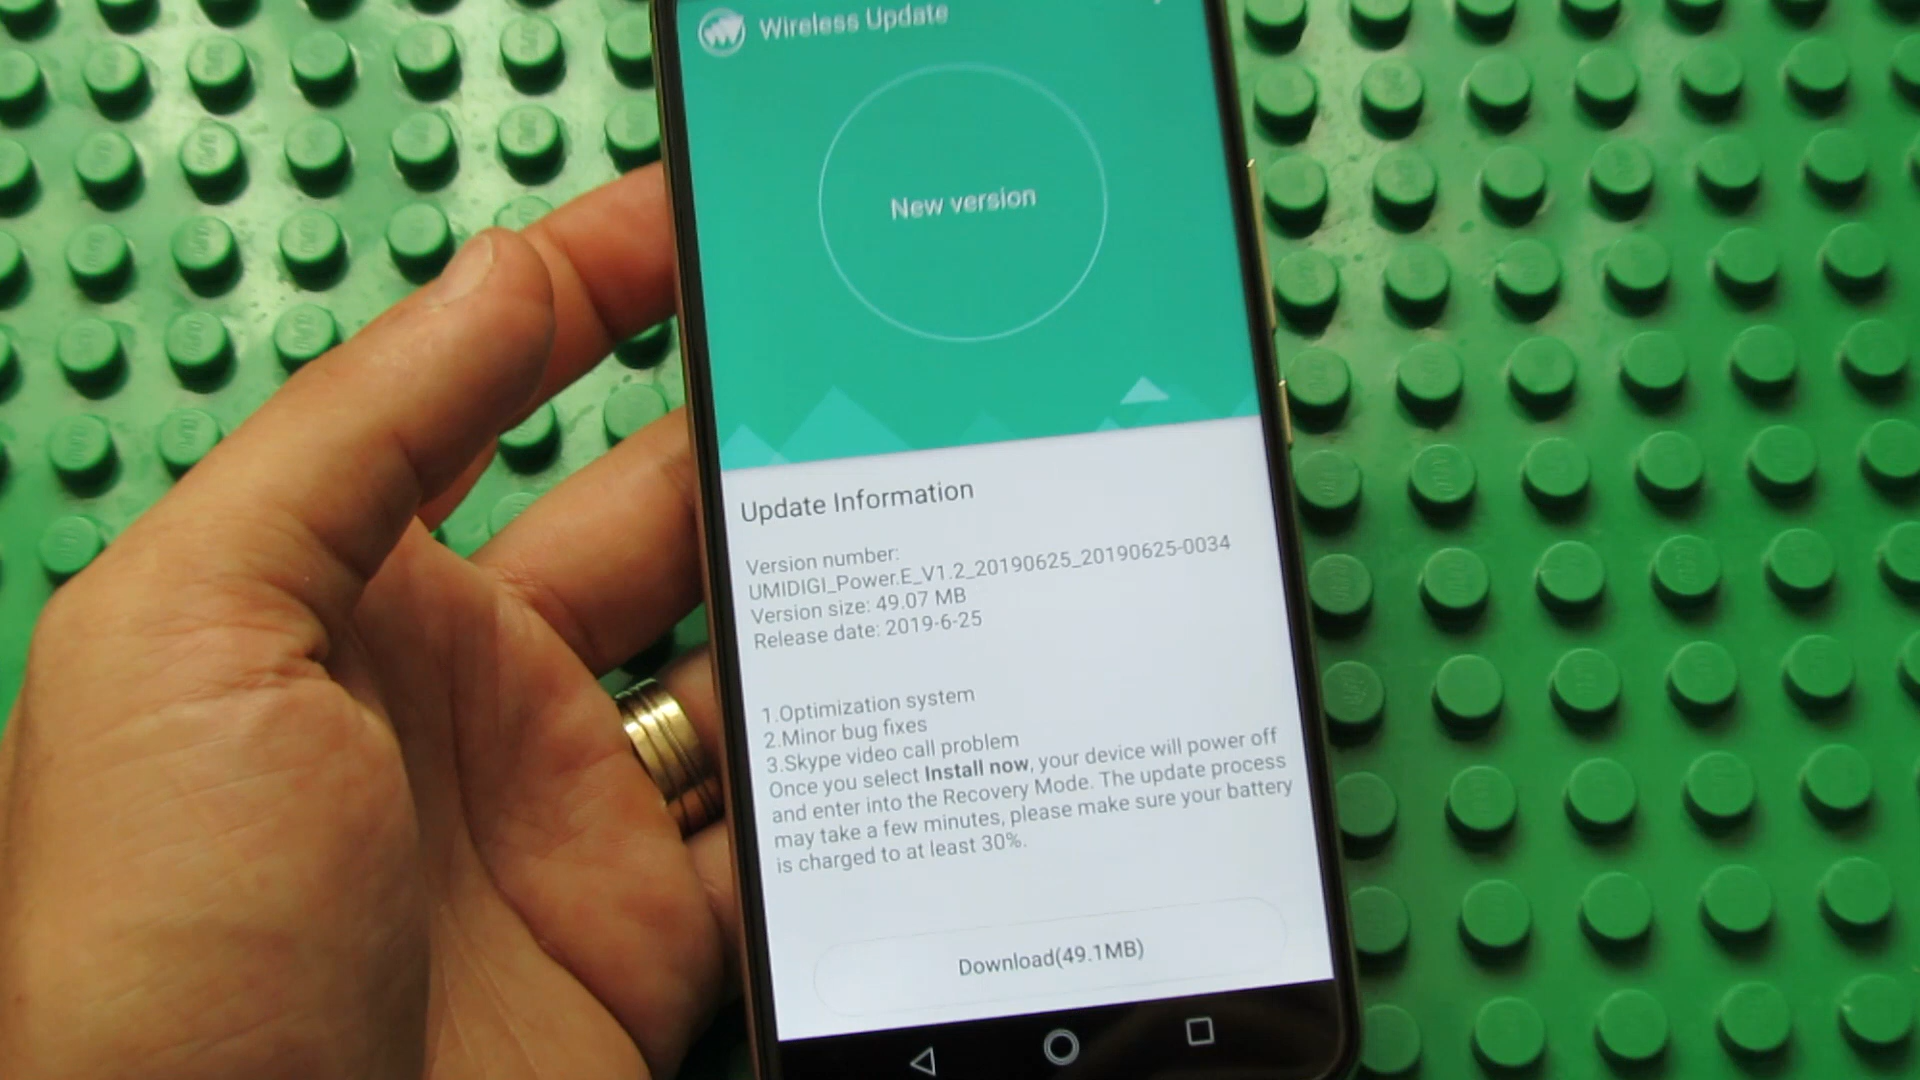 Wireless Update
New version
Update Information
Version number:
UMIDIGI_Power.E_V1.2_20190625_20190625-0034
Version size: 49.07 MB
Release date: 2019-6-25
1.Optimization system
2.Minor bug fixes
3.Skype video call problem
Once you select Install now, your device will power off
and enter into the Recovery Mode. The update process
may take a few minutes, please make sure your battery
is charged to at least 30%.
Download(49.1MB)